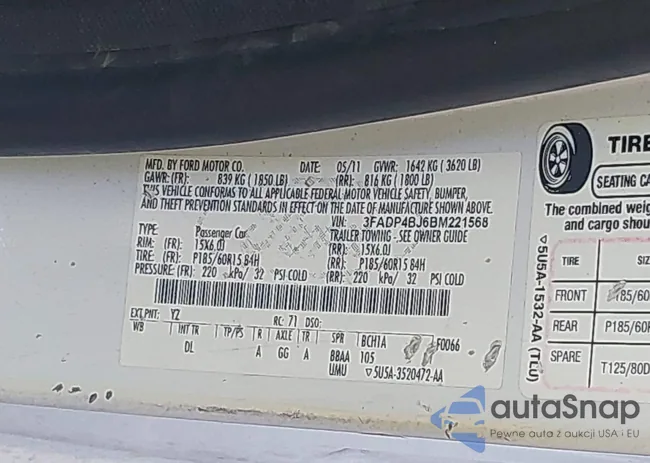 MFD. BY FORD MOTOR CO. DATE: 05/11 GVWR: 1642 KG ( 3620 LB)
GAWR: (FR): 839 KG ( 1850 LB) (RR): 816 KG ( 1800 LB)
THIS VEHICLE CONFORMS TO ALL APPLICABLE FEDERAL MOTOR VEHICLE SAFETY, BUMPER,
AND THEFT PREVENTION STANDARDS IN EFFECT ON THE DATE OF MANUFACTURE SHOWN ABOVE.
VIN: 3FADP4BJ6BM221568
TYPE: Passenger Car TRAILER TOWING - SEE OWNER GUIDE
RIM: (FR): 15X6.0J (RR): 15X6.0J
TIRE: (FR): P185/60R15 84H (RR): P185/60R15 84H
PRESSURE: (FR): 220 kPa/ 32 PSI COLD (RR): 220 kPa/ 32 PSI COLD
EXT PNT: YZ RC: 71 DSO:
WB INT TR TP/PS R AXLE TR SPR BCH1A F0066
DL A GG A BBAA 105
UIMU ▽5U5A-3520472-AA
▽5U5A-1532-AA (TLU)
TIRE
SEATING CA
The combined weig
and cargo shou
TIRE SIZ
FRONT P185/60
REAR P185/60
SPARE T125/80D
autaSnap
Pewne auta z aukcji USA i EU